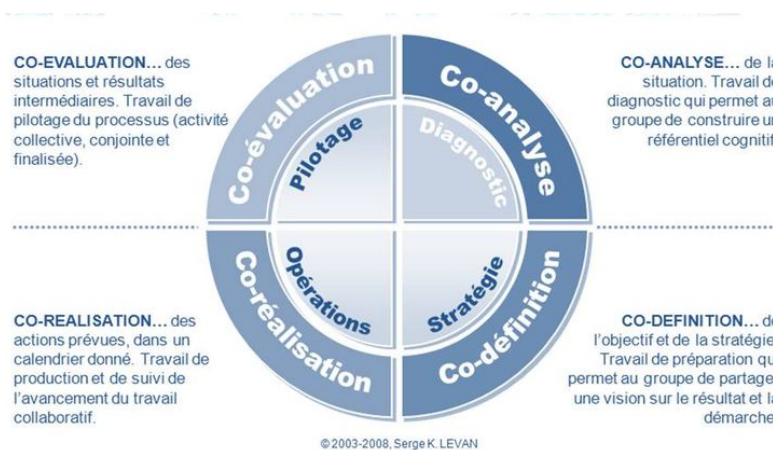 CO-EVALUATION... des
situations et résultats
intermédiaires. Travail de
pilotage du processus (activité
collective, conjointe et
finalisée).
Co-évaluation
Pilotage
Co-analyse
Diagnostic
CO-ANALYSE... de la
situation. Travail de
diagnostic qui permet au
groupe de construire un
référentiel cognitif
CO-REALISATION... des
actions prévues, dans un
calendrier donné. Travail de
production et de suivi de
l'avancement du travail
collaboratif.
Co-réalisation
Opérations
Co-définition
Stratégie
CO-DEFINITION... de
l'objectif et de la stratégie.
Travail de préparation qui
permet au groupe de partager
une vision sur le résultat et la
démarche
© 2003-2008, Serge K. LEVAN